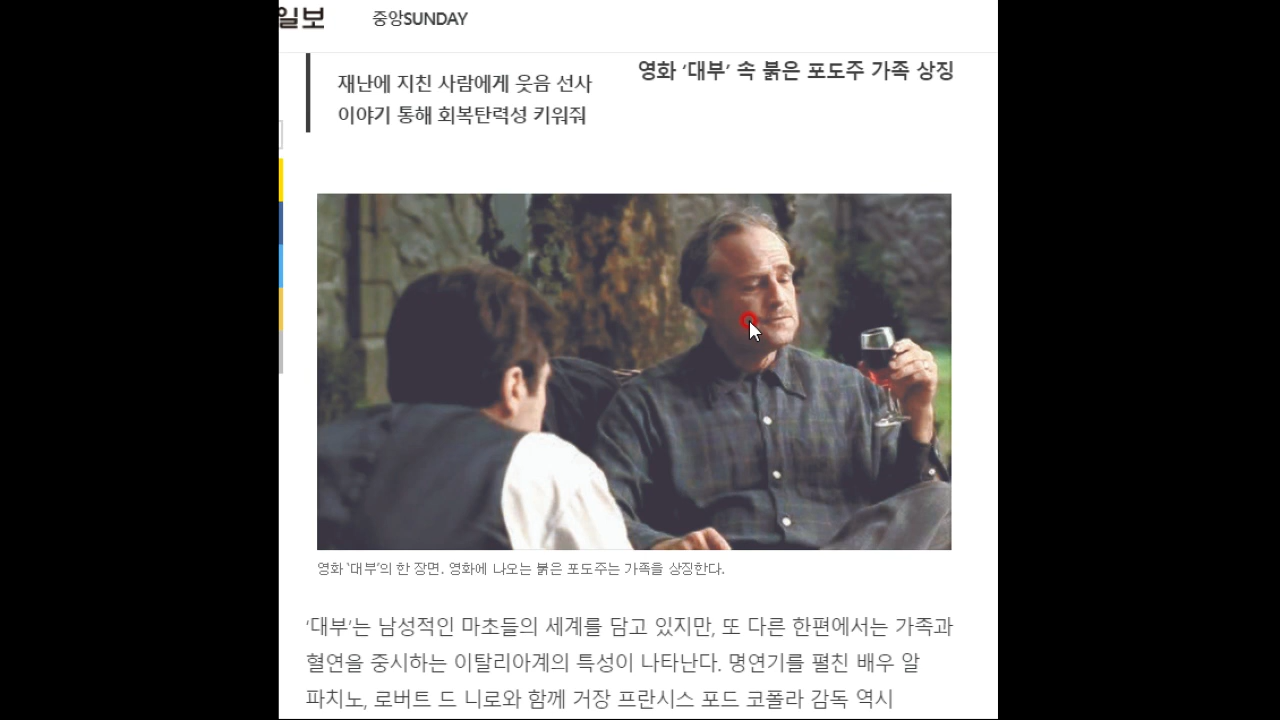 일보
중앙SUNDAY
재난에 지친 사람에게 웃음 선사
이야기 통해 회복탄력성 키워줘
영화 ‘대부’ 속 붉은 포도주 가족 상징
영화 '대부'의 한 장면. 영화에 나오는 붉은 포도주는 가족을 상징한다.
‘대부’는 남성적인 마초들의 세계를 담고 있지만, 또 다른 한편에서는 가족과
혈연을 중시하는 이탈리아계의 특성이 나타난다. 명연기를 펼친 배우 알
파치노, 로버트 드 니로와 함께 거장 프란시스 포드 코폴라 감독 역시